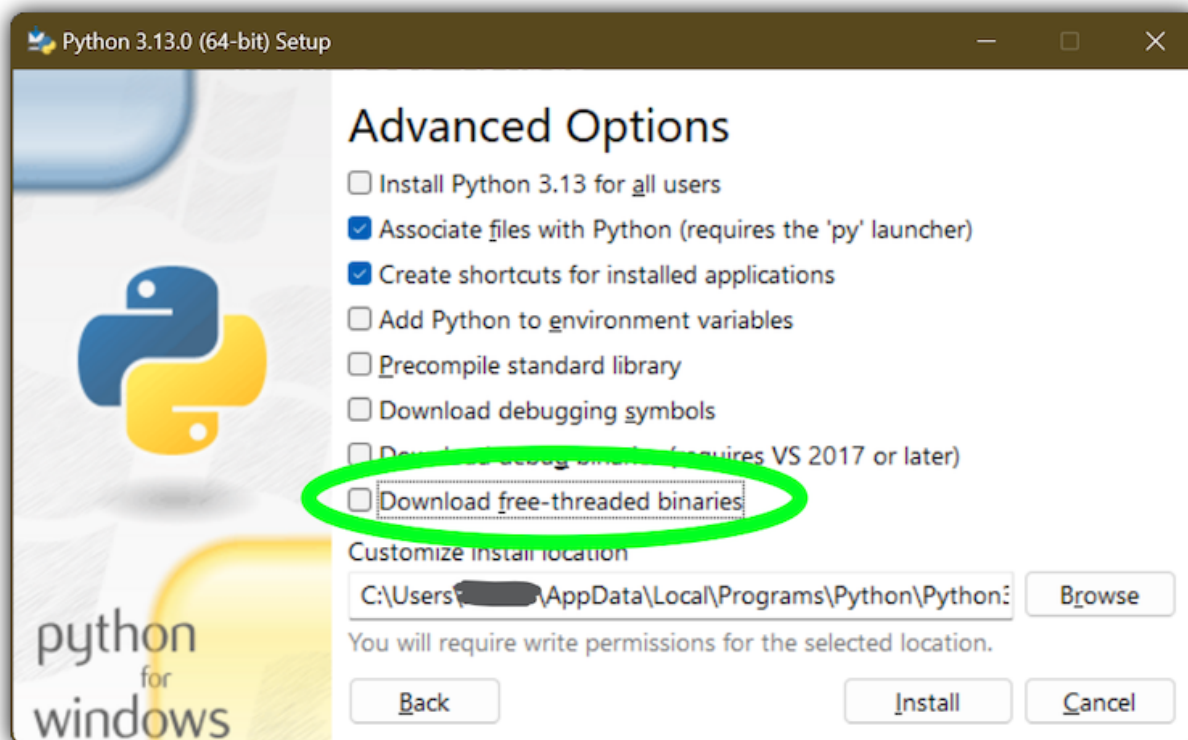 Python 3.13.0 (64-bit) Setup
Advanced Options
Install Python 3.13 for all users
Associate files with Python (requires the 'py' launcher)
Create shortcuts for installed applications
Add Python to environment variables
Precompile standard library
Download debugging symbols
Download debug binaries (requires VS 2017 or later)
Download free-threaded binaries
Customize install location
C:\Users\ \AppData\Local\Programs\Python\Python3
Browse
You will require write permissions for the selected location.
python
for
windows
Back
Install
Cancel